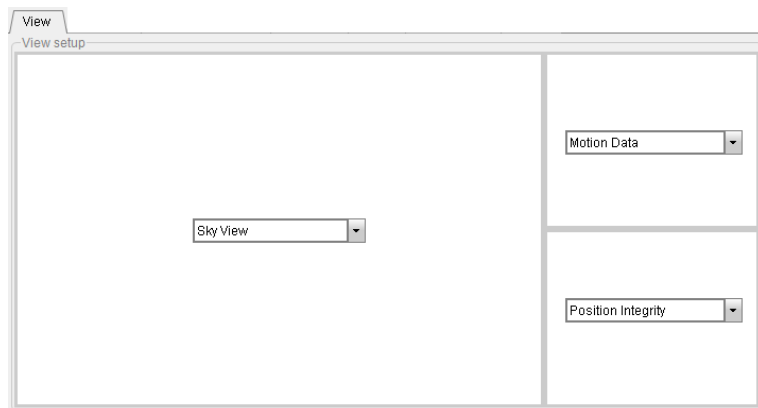 View
View setup
Motion Data
Sky View
Position Integrity